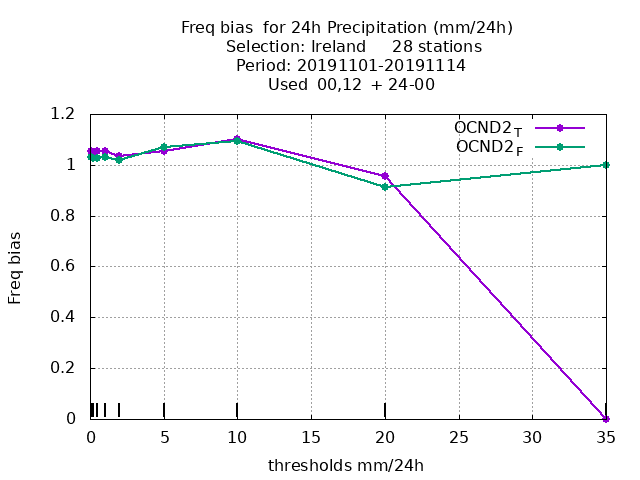 Freq bias  for 24h Precipitation (mm/24h)
Selection: Ireland     28 stations
Period: 20191101-20191114
Used  00,12  + 24-00
OCND2T
OCND2F
1.2
1
0.8
0.6
0.4
0.2
0
Freq bias
0 5 10 15 20 25 30 35
thresholds mm/24h